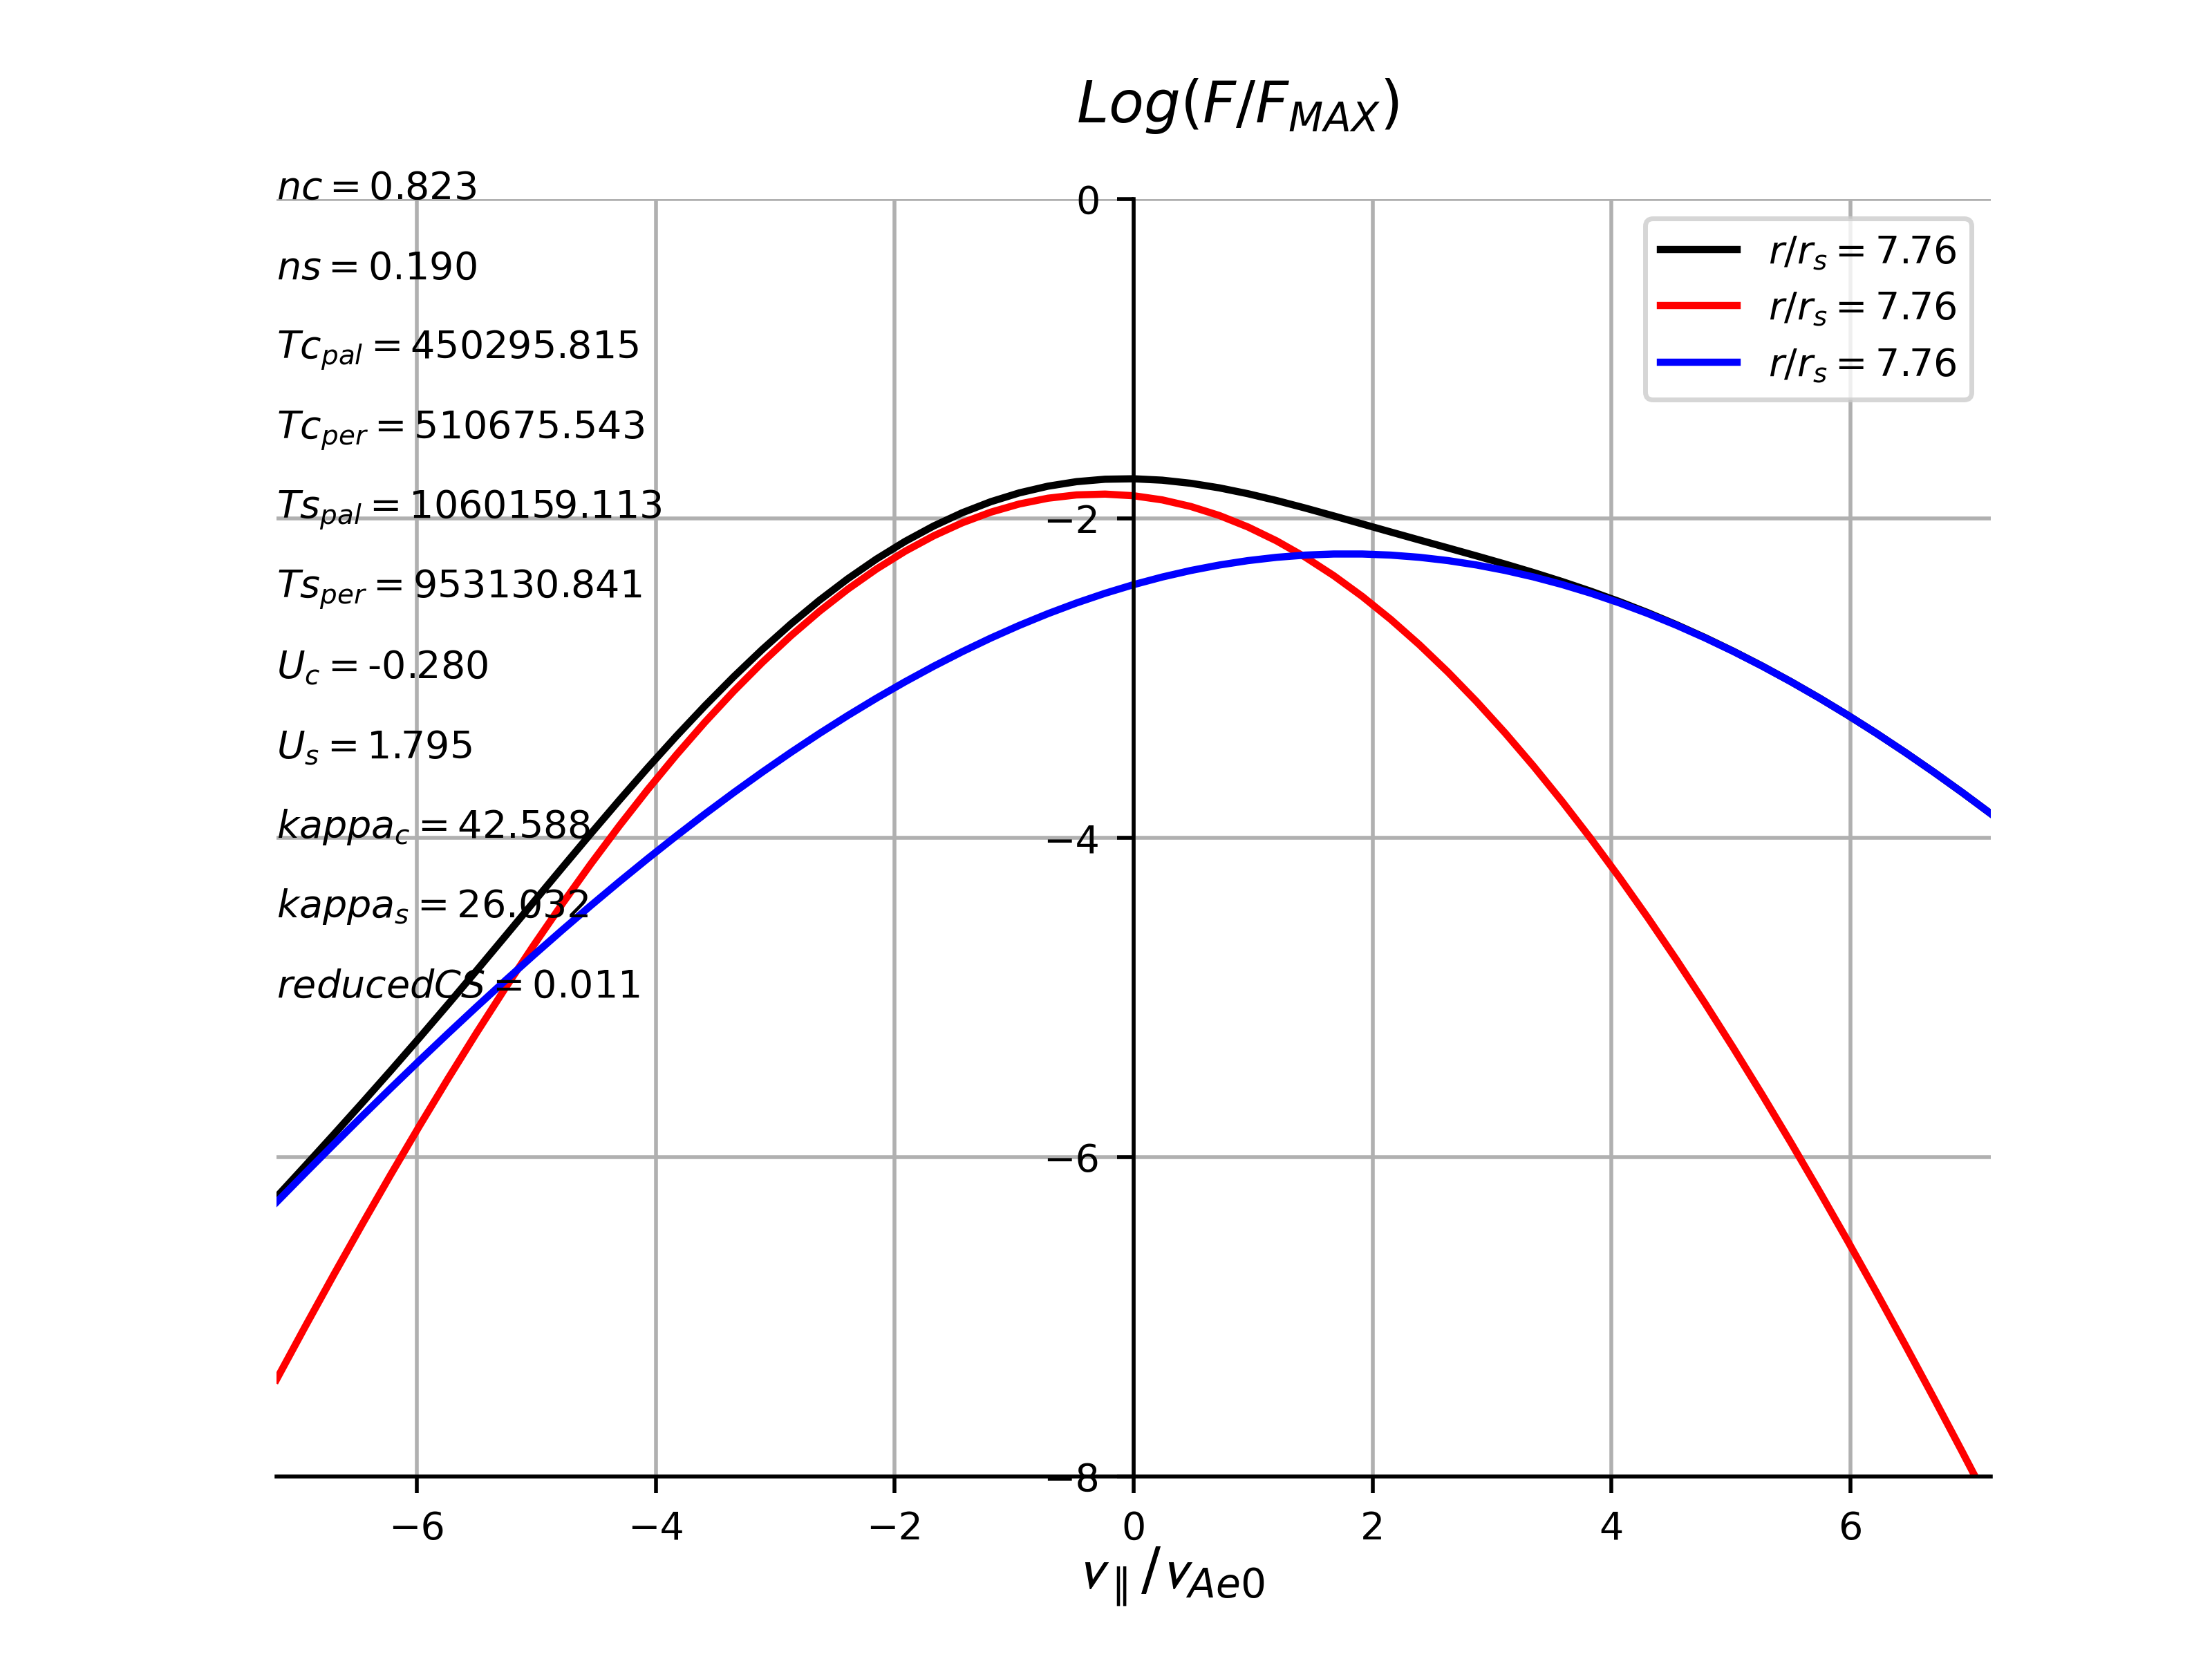 Log(F/F_MAX)
nc = 0.823
ns = 0.190
Tc_pal = 450295.815
Tc_per = 510675.543
Ts_pal = 1060159.113
Ts_per = 953130.841
U_c = -0.280
U_s = 1.795
kappa_c = 42.588
kappa_s = 26.032
reducedCS = 0.011
r/r_s = 7.76
r/r_s = 7.76
r/r_s = 7.76
0
−2
−4
−6
−8
−6 −4 −2 0 2 4 6
v_∥/v_Ae0